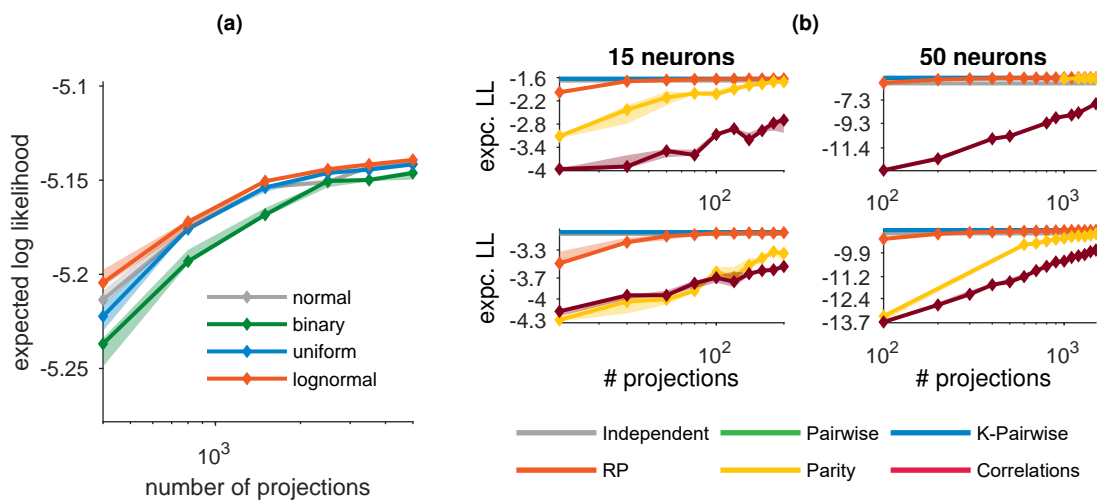 (a)
-5.1
-5.15
-5.2
-5.25
expected log likelihood
normal
binary
uniform
lognormal
10³
number of projections
(b)
15 neurons
50 neurons
expc. LL
-1.6
-2.2
-2.8
-3.4
-4
10²
-7.3
-9.3
-11.4
10³
expc. LL
-3.3
-3.7
-4
-4.3
10²
# projections
-9.9
-11.2
-12.4
-13.7
10²
10³
# projections
Independent
Pairwise
K-Pairwise
RP
Parity
Correlations